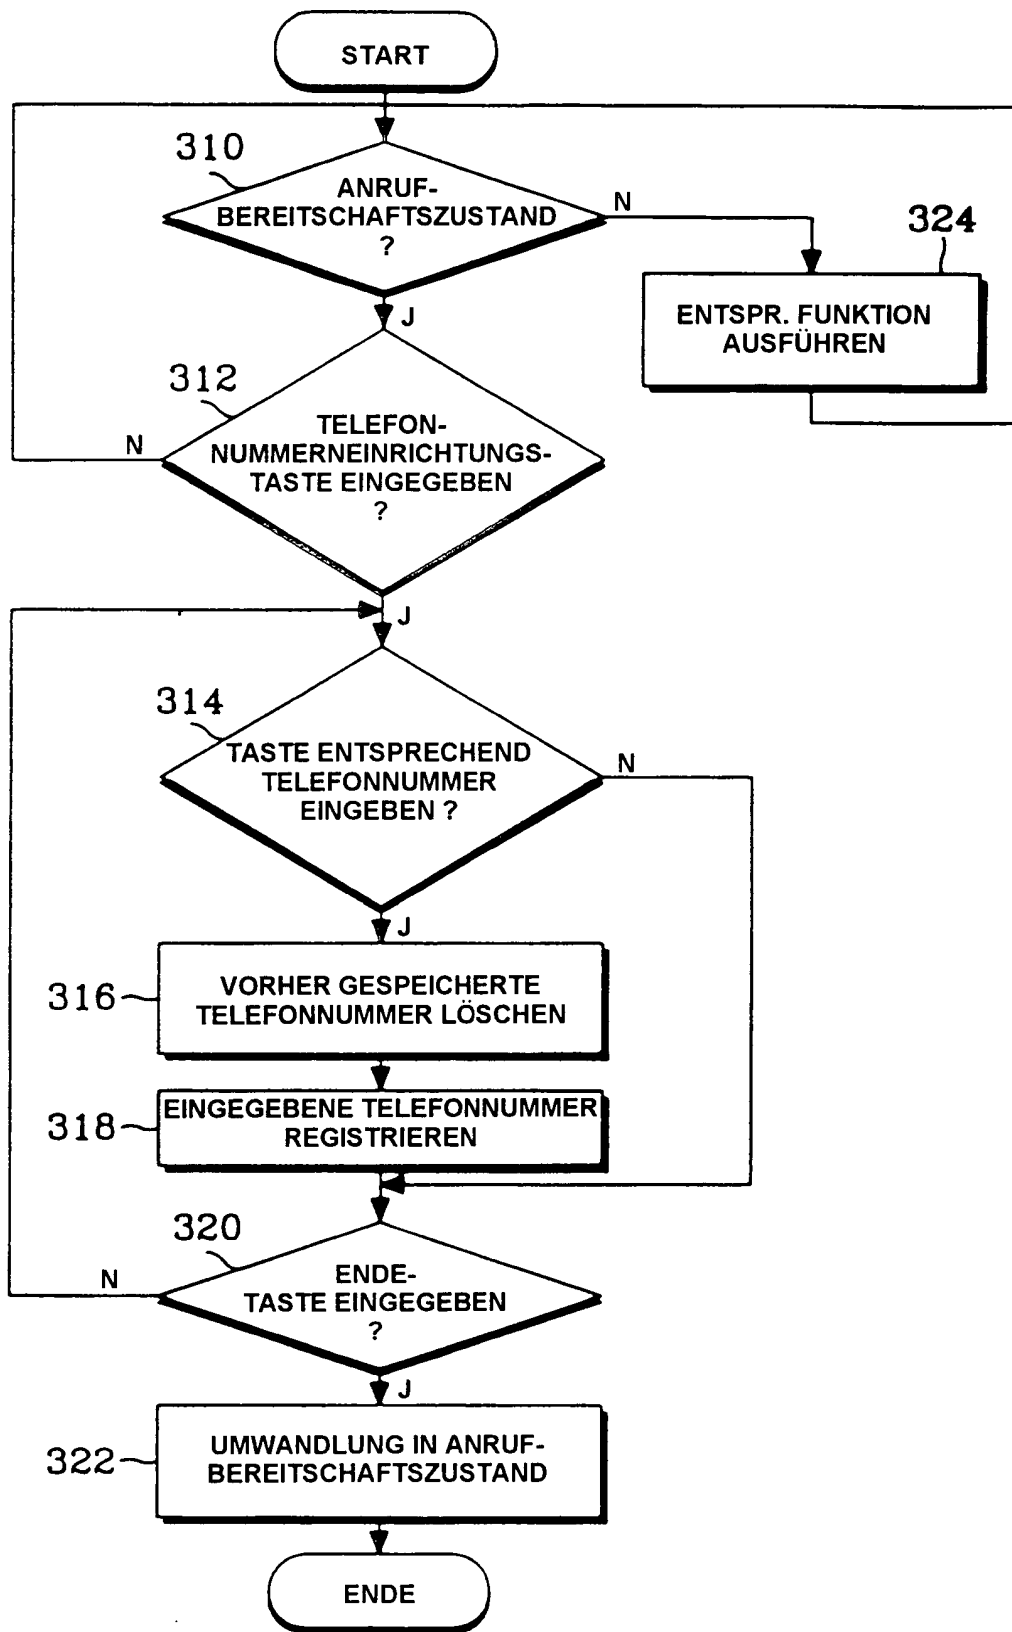 START
310
ANRUF-
BEREITSCHAFTSZUSTAND
?
N
J
324
ENTSPR. FUNKTION
AUSFÜHREN
312
TELEFON-
NUMMERNEINRICHTUNGS-
TASTE EINGEGEBEN
?
N
J
314
TASTE ENTSPRECHEND
TELEFONNUMMER
EINGEBEN ?
N
J
316
VORHER GESPEICHERTE
TELEFONNUMMER LÖSCHEN
318
EINGEGEBENE TELEFONNUMMER
REGISTRIEREN
320
ENDE-
TASTE EINGEGEBEN
?
N
J
322
UMWANDLUNG IN ANRUF-
BEREITSCHAFTSZUSTAND
ENDE